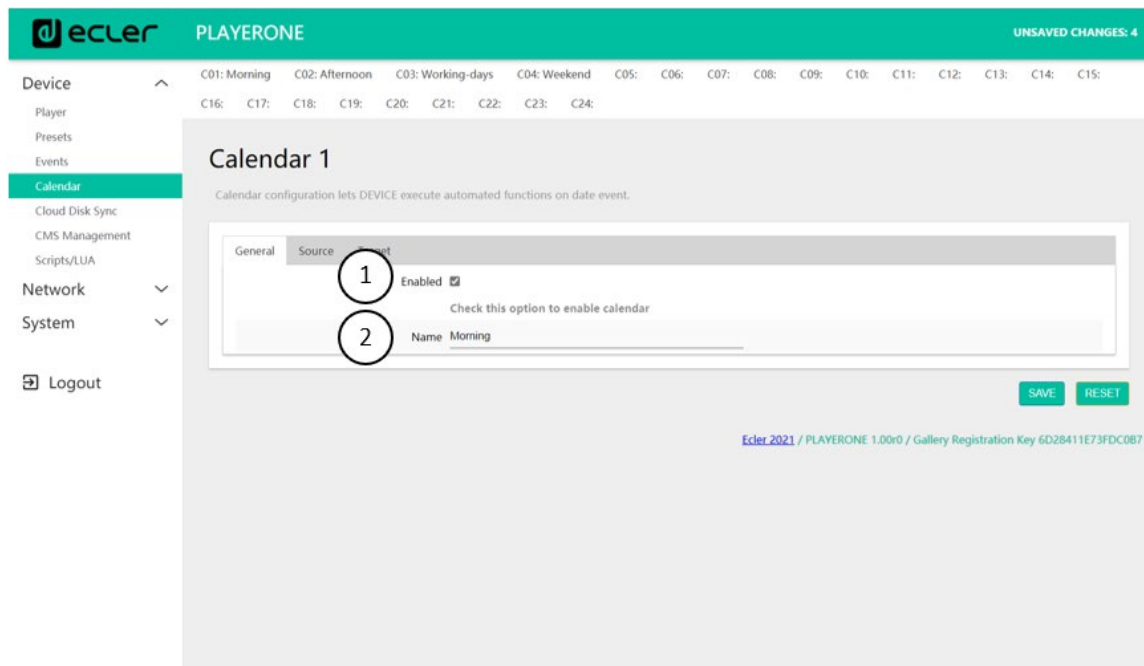 ecler PLAYERONE UNSAVED CHANGES: 4
Device
Player
Presets
Events
Calendar
Cloud Disk Sync
CMS Management
Scripts/LUA
Network
System
Logout
C01: Morning C02: Afternoon C03: Working-days C04: Weekend C05: C06: C07: C08: C09: C10: C11: C12: C13: C14: C15:
C16: C17: C18: C19: C20: C21: C22: C23: C24:
Calendar 1
Calendar configuration lets DEVICE execute automated functions on date event.
General Source Target
1 Enabled
Check this option to enable calendar
2 Name Morning
SAVE RESET
Ecler 2021 / PLAYERONE 1.00r0 / Gallery Registration Key 6D28411E73FDC0B7